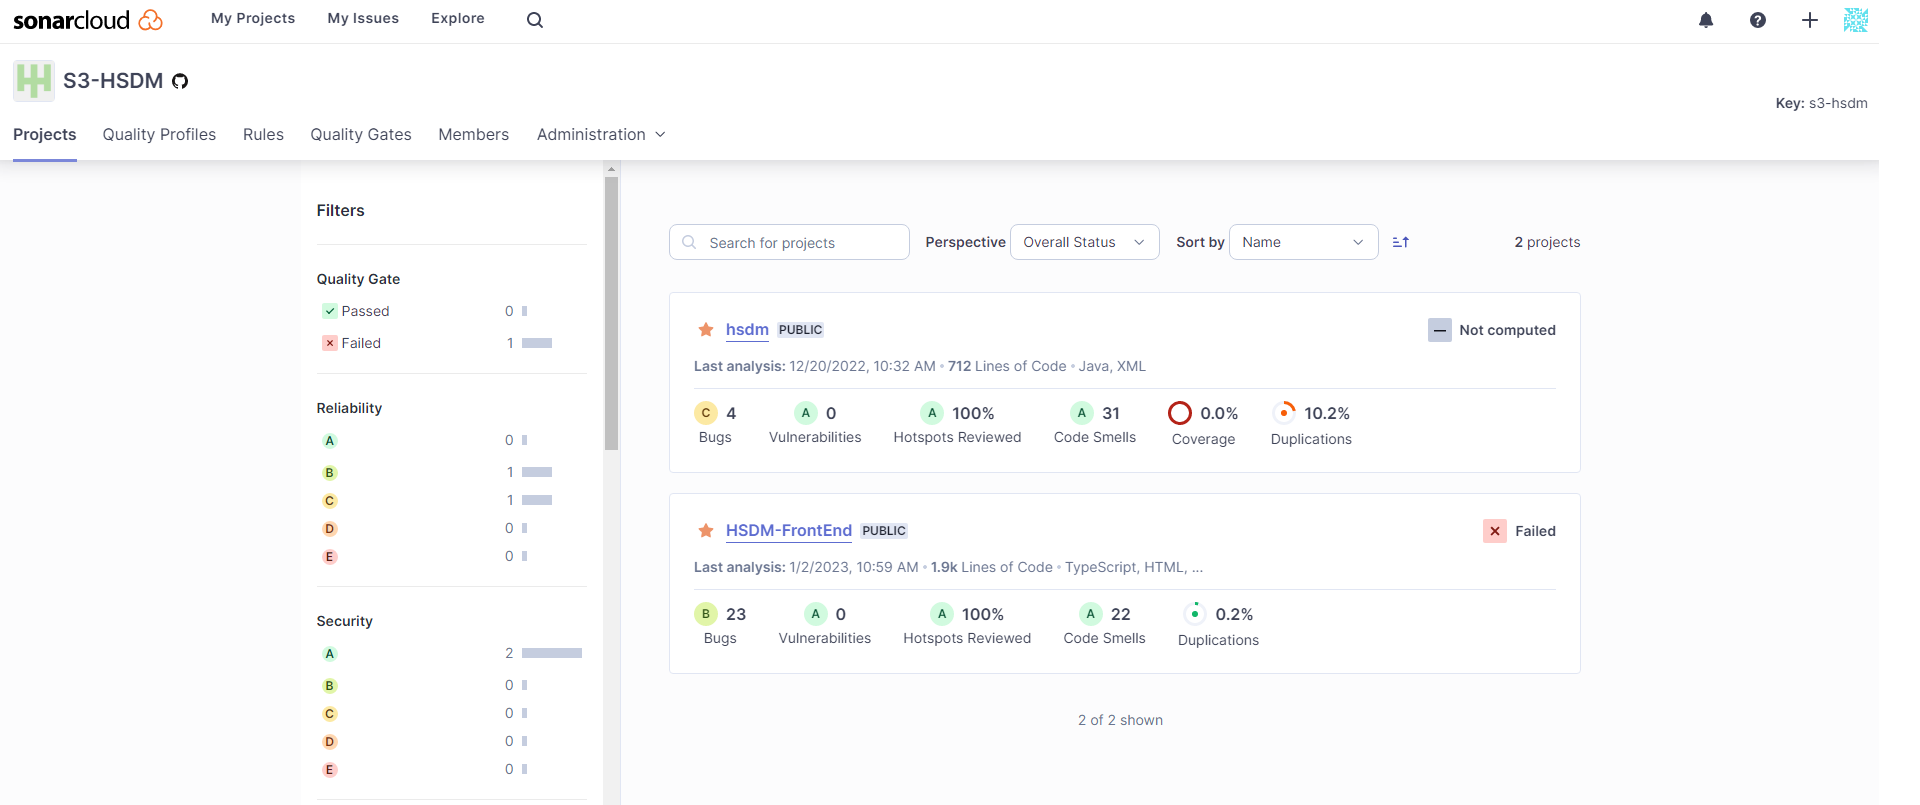 sonarcloud My Projects My Issues Explore
S3-HSDM
Key: s3-hsdm
Projects Quality Profiles Rules Quality Gates Members Administration
Filters
Search for projects Perspective Overall Status Sort by Name 2 projects
Quality Gate
Passed 0
Failed 1
Reliability
A 0
B 1
C 1
D 0
E 0
Security
A 2
B 0
C 0
D 0
E 0
hsdm PUBLIC Not computed
Last analysis: 12/20/2022, 10:32 AM • 712 Lines of Code • Java, XML
C 4 A 0 A 100% A 31 0.0% 10.2%
Bugs Vulnerabilities Hotspots Reviewed Code Smells Coverage Duplications
HSDM-FrontEnd PUBLIC Failed
Last analysis: 1/2/2023, 10:59 AM • 1.9k Lines of Code • TypeScript, HTML, ...
B 23 A 0 A 100% A 22 0.2%
Bugs Vulnerabilities Hotspots Reviewed Code Smells Duplications
2 of 2 shown